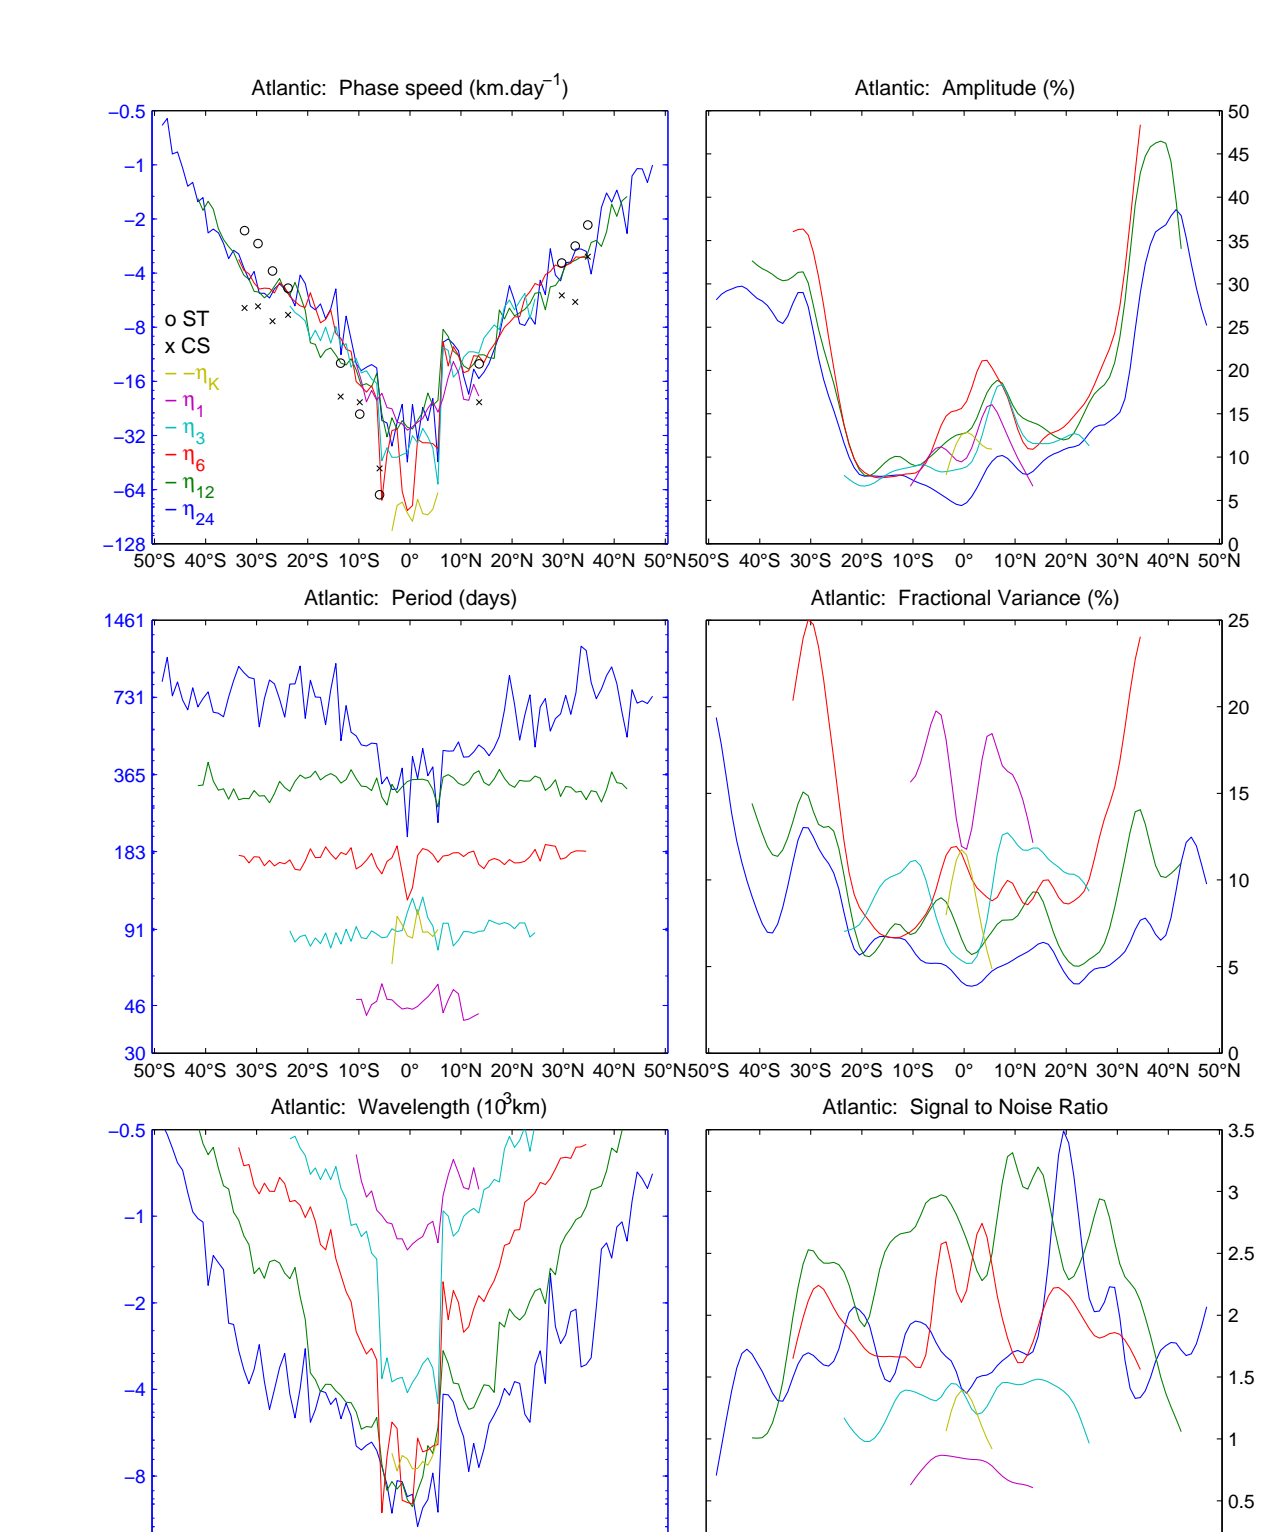 Atlantic: Phase speed (km.day−1)
−0.5
−1
−2
−4
−8
−16
−32
−64
−128
o ST
x CS
− −ηK
− η1
− η3
− η6
− η12
− η24
50°S 40°S 30°S 20°S 10°S 0° 10°N 20°N 30°N 40°N 50°N
Atlantic: Amplitude (%)
50
45
40
35
30
25
20
15
10
5
0
50°S 40°S 30°S 20°S 10°S 0° 10°N 20°N 30°N 40°N 50°N
Atlantic: Period (days)
1461
731
365
183
91
46
30
50°S 40°S 30°S 20°S 10°S 0° 10°N 20°N 30°N 40°N 50°N
Atlantic: Fractional Variance (%)
25
20
15
10
5
0
50°S 40°S 30°S 20°S 10°S 0° 10°N 20°N 30°N 40°N 50°N
Atlantic: Wavelength (103km)
−0.5
−1
−2
−4
−8
Atlantic: Signal to Noise Ratio
3.5
3
2.5
2
1.5
1
0.5